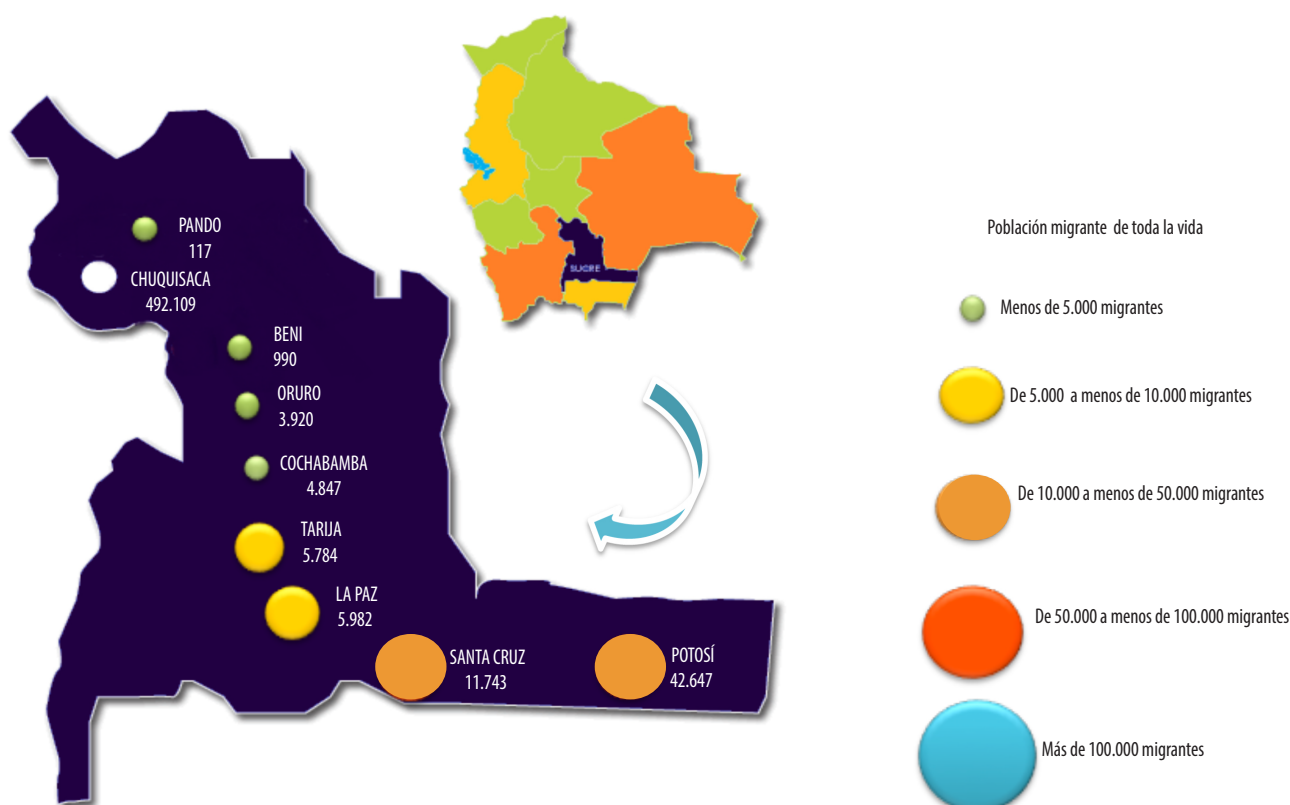 SUCRE
PANDO
117
CHUQUISACA
492.109
BENI
990
ORURO
3.920
COCHABAMBA
4.847
TARIJA
5.784
LA PAZ
5.982
SANTA CRUZ
11.743
POTOSÍ
42.647
Población migrante de toda la vida
Menos de 5.000 migrantes
De 5.000 a menos de 10.000 migrantes
De 10.000 a menos de 50.000 migrantes
De 50.000 a menos de 100.000 migrantes
Más de 100.000 migrantes